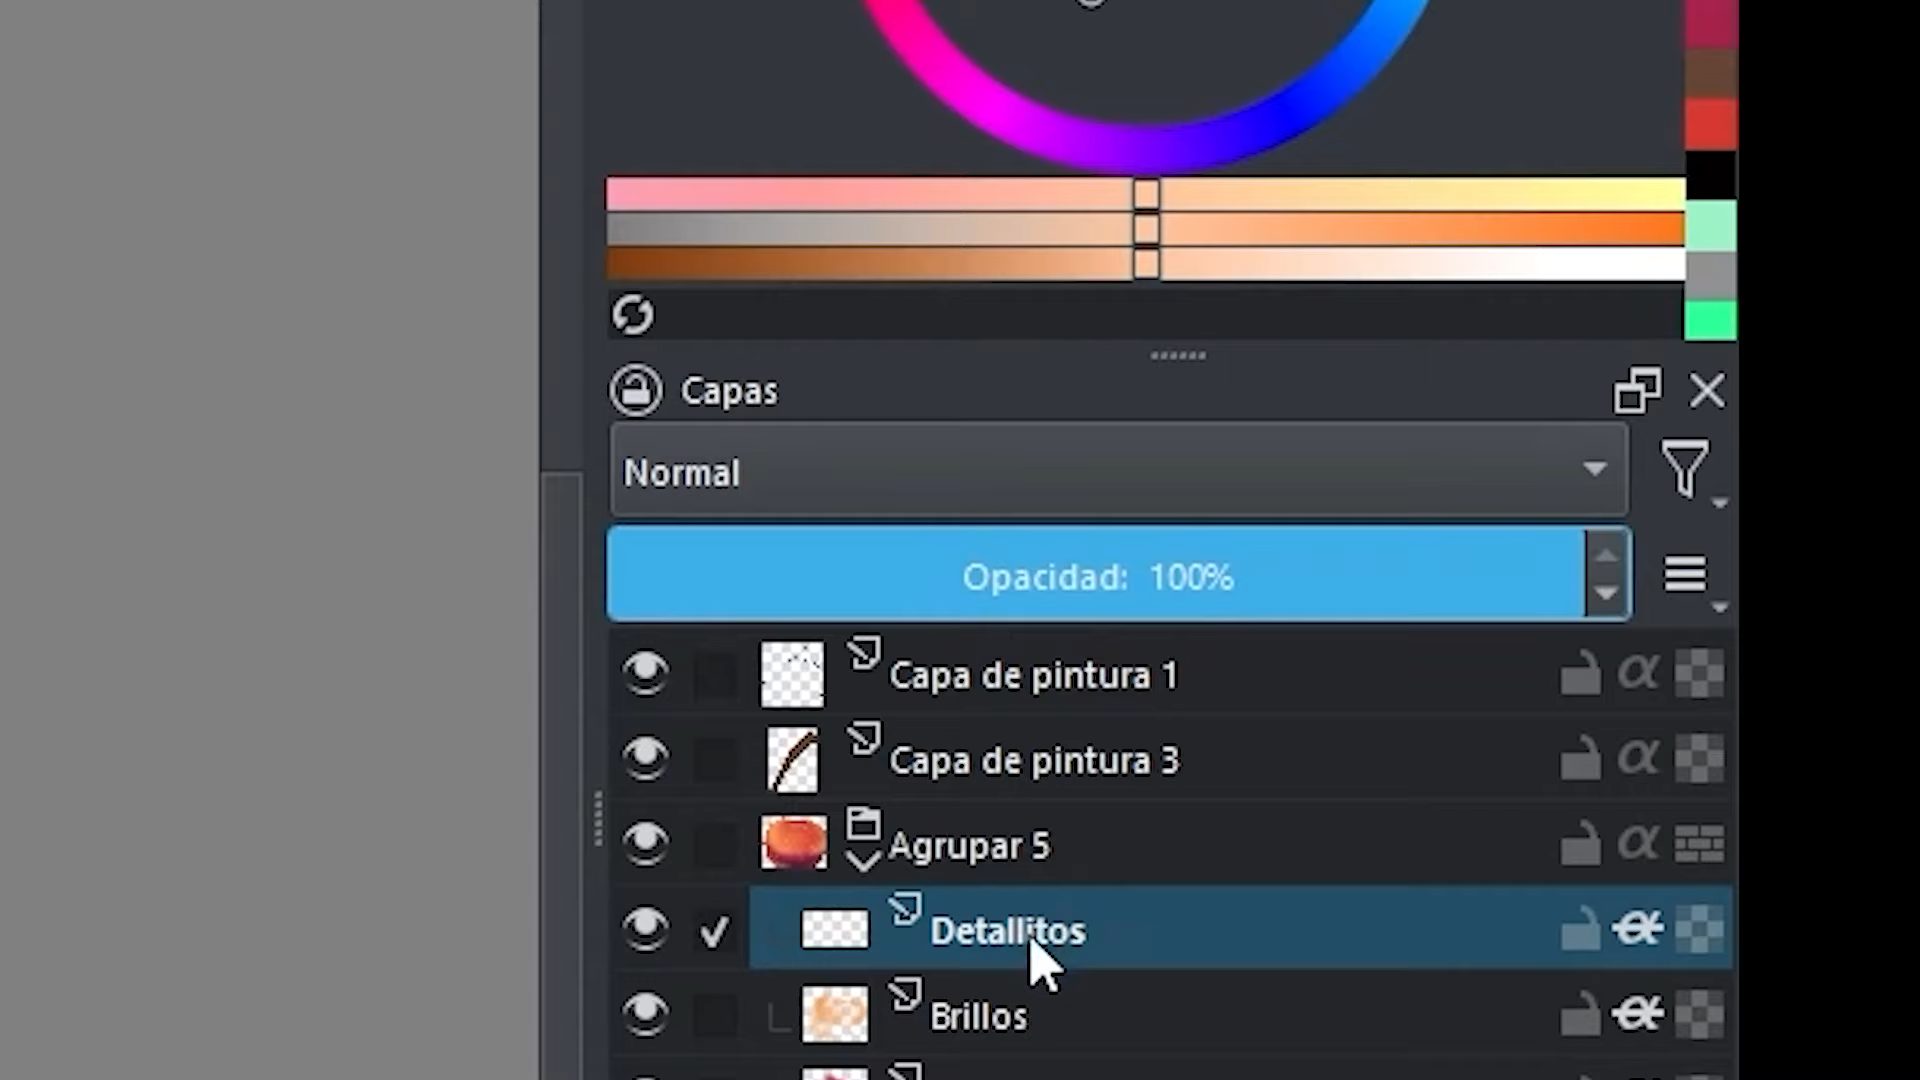 Capas
Normal
Opacidad: 100%
Capa de pintura 1
Capa de pintura 3
Agrupar 5
Detallitos
Brillos